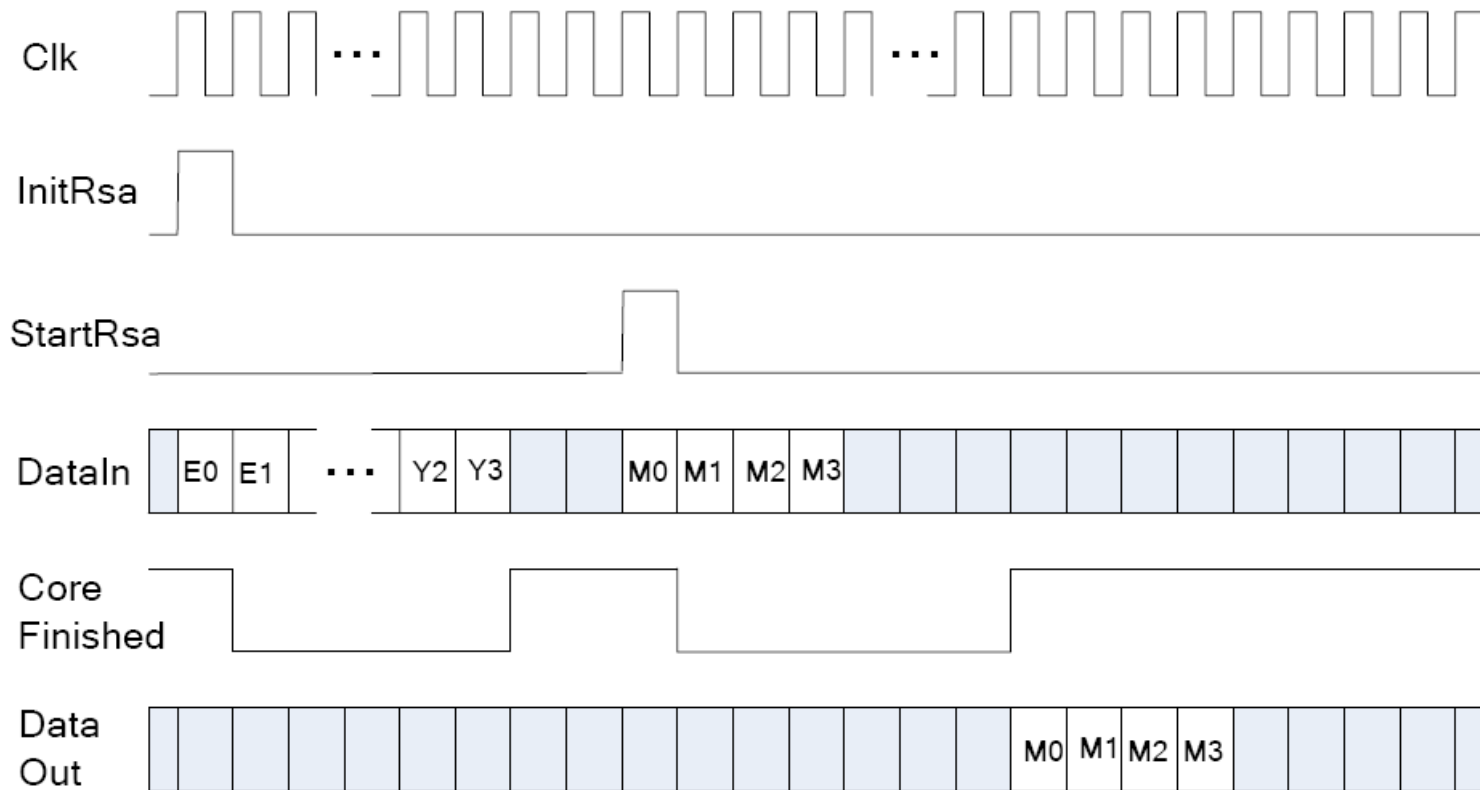 Clk ... ...
InitRsa
StartRsa
DataIn E0 E1 ... Y2 Y3 M0 M1 M2 M3
Core
Finished
Data
Out M0 M1 M2 M3